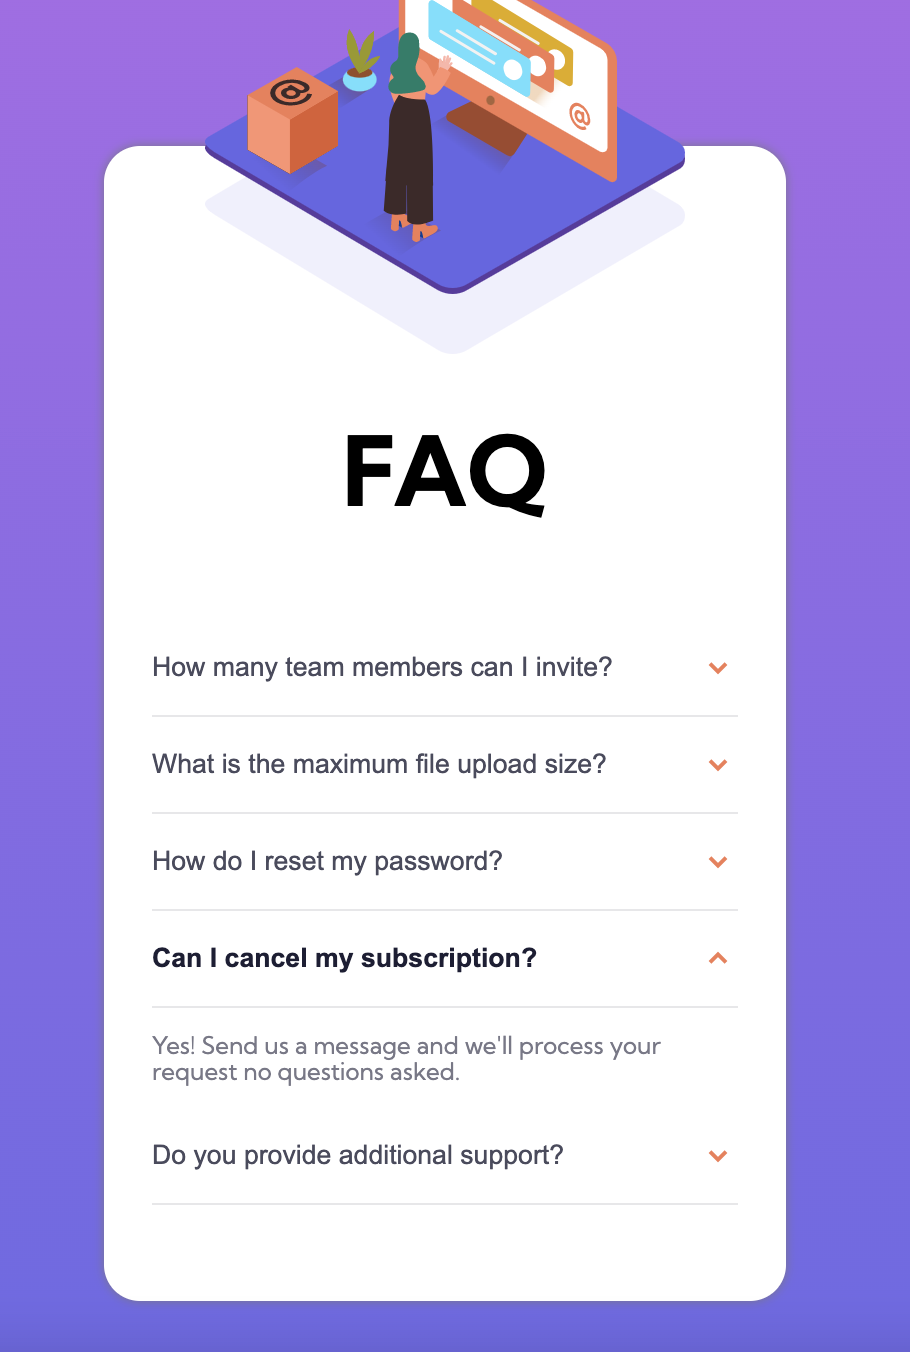 @
@
FAQ
How many team members can I invite?
What is the maximum file upload size?
How do I reset my password?
Can I cancel my subscription?
Yes! Send us a message and we'll process your
request no questions asked.
Do you provide additional support?